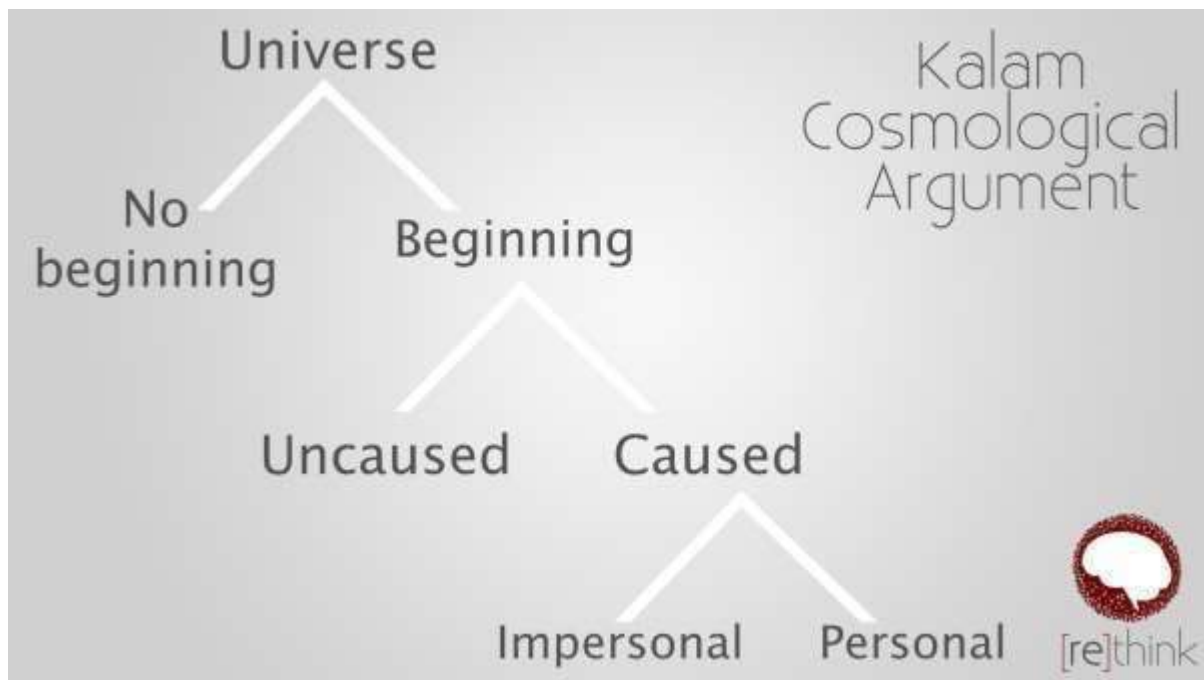 Universe
Kalam
Cosmological
Argument
No
beginning
Beginning
Uncaused
Caused
Impersonal
Personal
[re]think